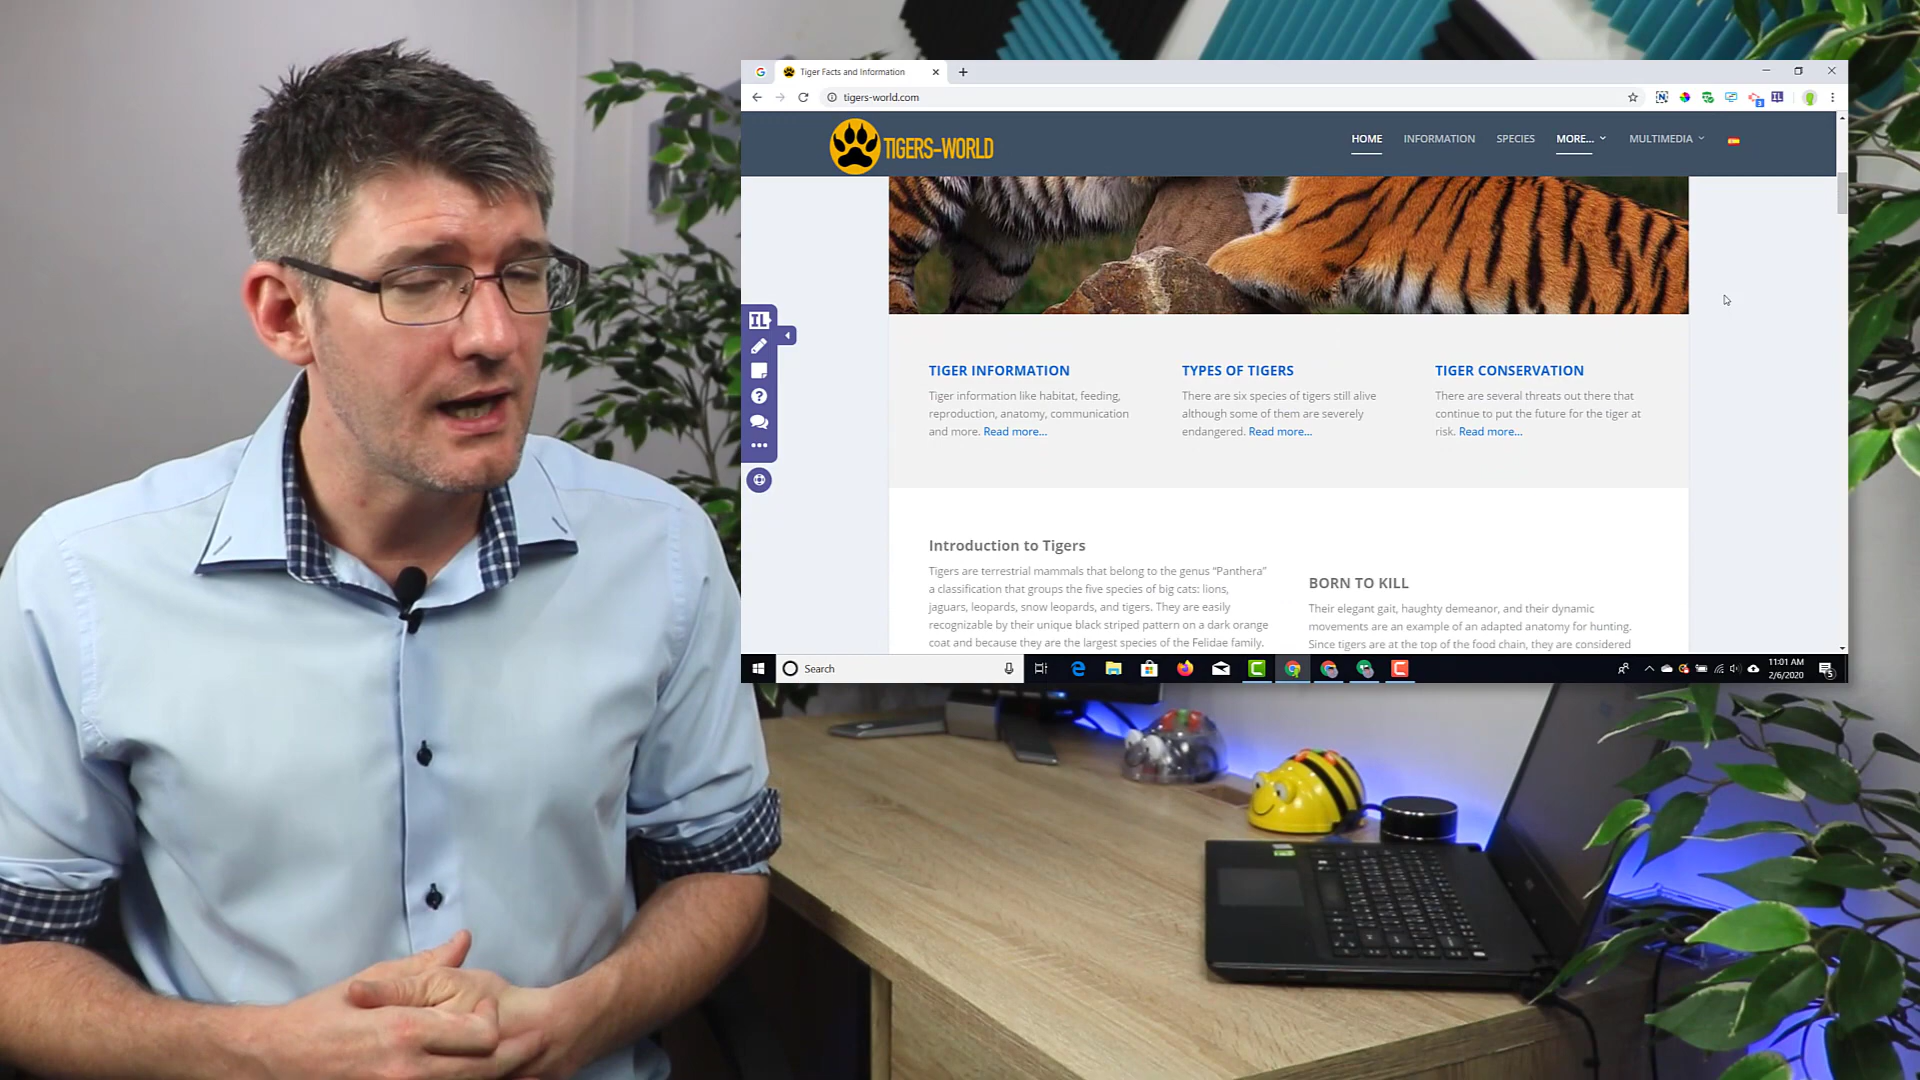 Tiger Facts and Information
tigers-world.com
TIGERS-WORLD
HOME INFORMATION SPECIES MORE... MULTIMEDIA
IL
TIGER INFORMATION
Tiger information like habitat, feeding,
reproduction, anatomy, communication
and more. Read more...
TYPES OF TIGERS
There are six species of tigers still alive
although some of them are severely
endangered. Read more...
TIGER CONSERVATION
There are several threats out there that
continue to put the future for the tiger at
risk. Read more...
Introduction to Tigers
Tigers are terrestrial mammals that belong to the genus “Panthera”
a classification that groups the five species of big cats: lions,
jaguars, leopards, snow leopards, and tigers. They are easily
recognizable by their unique black striped pattern on a dark orange
coat and because they are the largest species of the Felidae family.
BORN TO KILL
Their elegant gait, haughty demeanor, and their dynamic
movements are an example of an adapted anatomy for hunting.
Since tigers are at the top of the food chain, they are considered
Search
11:01 AM
2/6/2020